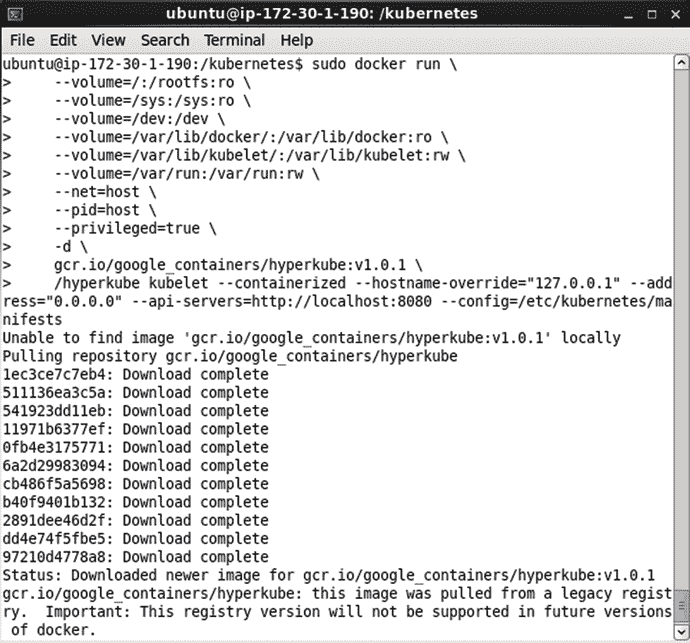 ubuntu@ip-172-30-1-190: /kubernetes
File Edit View Search Terminal Help
ubuntu@ip-172-30-1-190:/kubernetes$ sudo docker run \
>     --volume=/:/rootfs:ro \
>     --volume=/sys:/sys:ro \
>     --volume=/dev:/dev \
>     --volume=/var/lib/docker/:/var/lib/docker:ro \
>     --volume=/var/lib/kubelet/:/var/lib/kubelet:rw \
>     --volume=/var/run:/var/run:rw \
>     --net=host \
>     --pid=host \
>     --privileged=true \
>     -d \
>     gcr.io/google_containers/hyperkube:v1.0.1 \
>     /hyperkube kubelet --containerized --hostname-override="127.0.0.1" --add
ress="0.0.0.0" --api-servers=http://localhost:8080 --config=/etc/kubernetes/ma
nifests
Unable to find image 'gcr.io/google_containers/hyperkube:v1.0.1' locally
Pulling repository gcr.io/google_containers/hyperkube
1ec3ce7c7eb4: Download complete
511136ea3c5a: Download complete
541923dd11eb: Download complete
11971b6377ef: Download complete
0fb4e3175771: Download complete
6a2d29983094: Download complete
cb486f5a5698: Download complete
b40f9401b132: Download complete
2891dee46d2f: Download complete
dd4e74f5fbe5: Download complete
97210d4778a8: Download complete
Status: Downloaded newer image for gcr.io/google_containers/hyperkube:v1.0.1
gcr.io/google_containers/hyperkube: this image was pulled from a legacy regist
ry.  Important: This registry version will not be supported in future versions
 of docker.